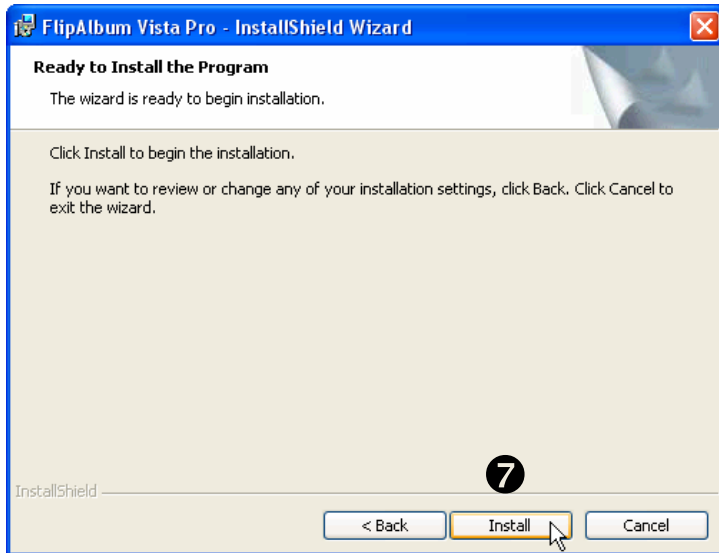 FlipAlbum Vista Pro - InstallShield Wizard
Ready to Install the Program
The wizard is ready to begin installation.
Click Install to begin the installation.
If you want to review or change any of your installation settings, click Back. Click Cancel to
exit the wizard.
7
InstallShield
< Back Install Cancel